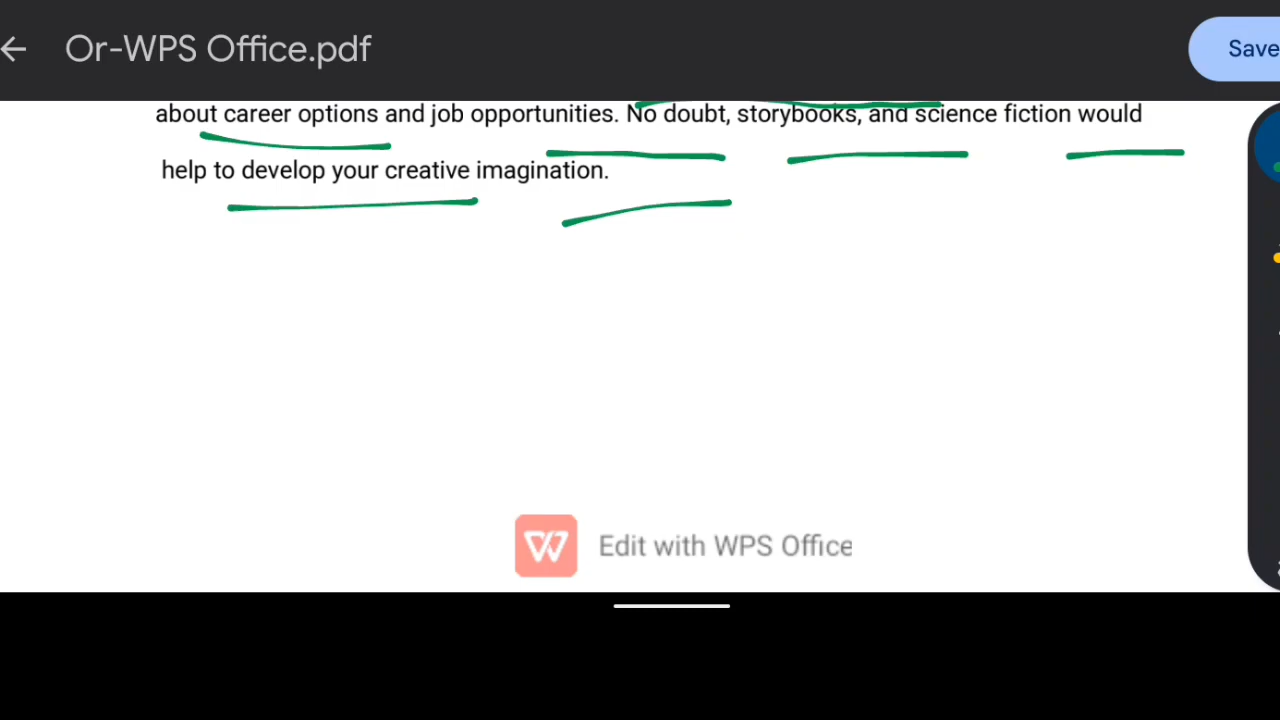 Or-WPS Office.pdf
Save
about career options and job opportunities. No doubt, storybooks, and science fiction would
help to develop your creative imagination.
Edit with WPS Office